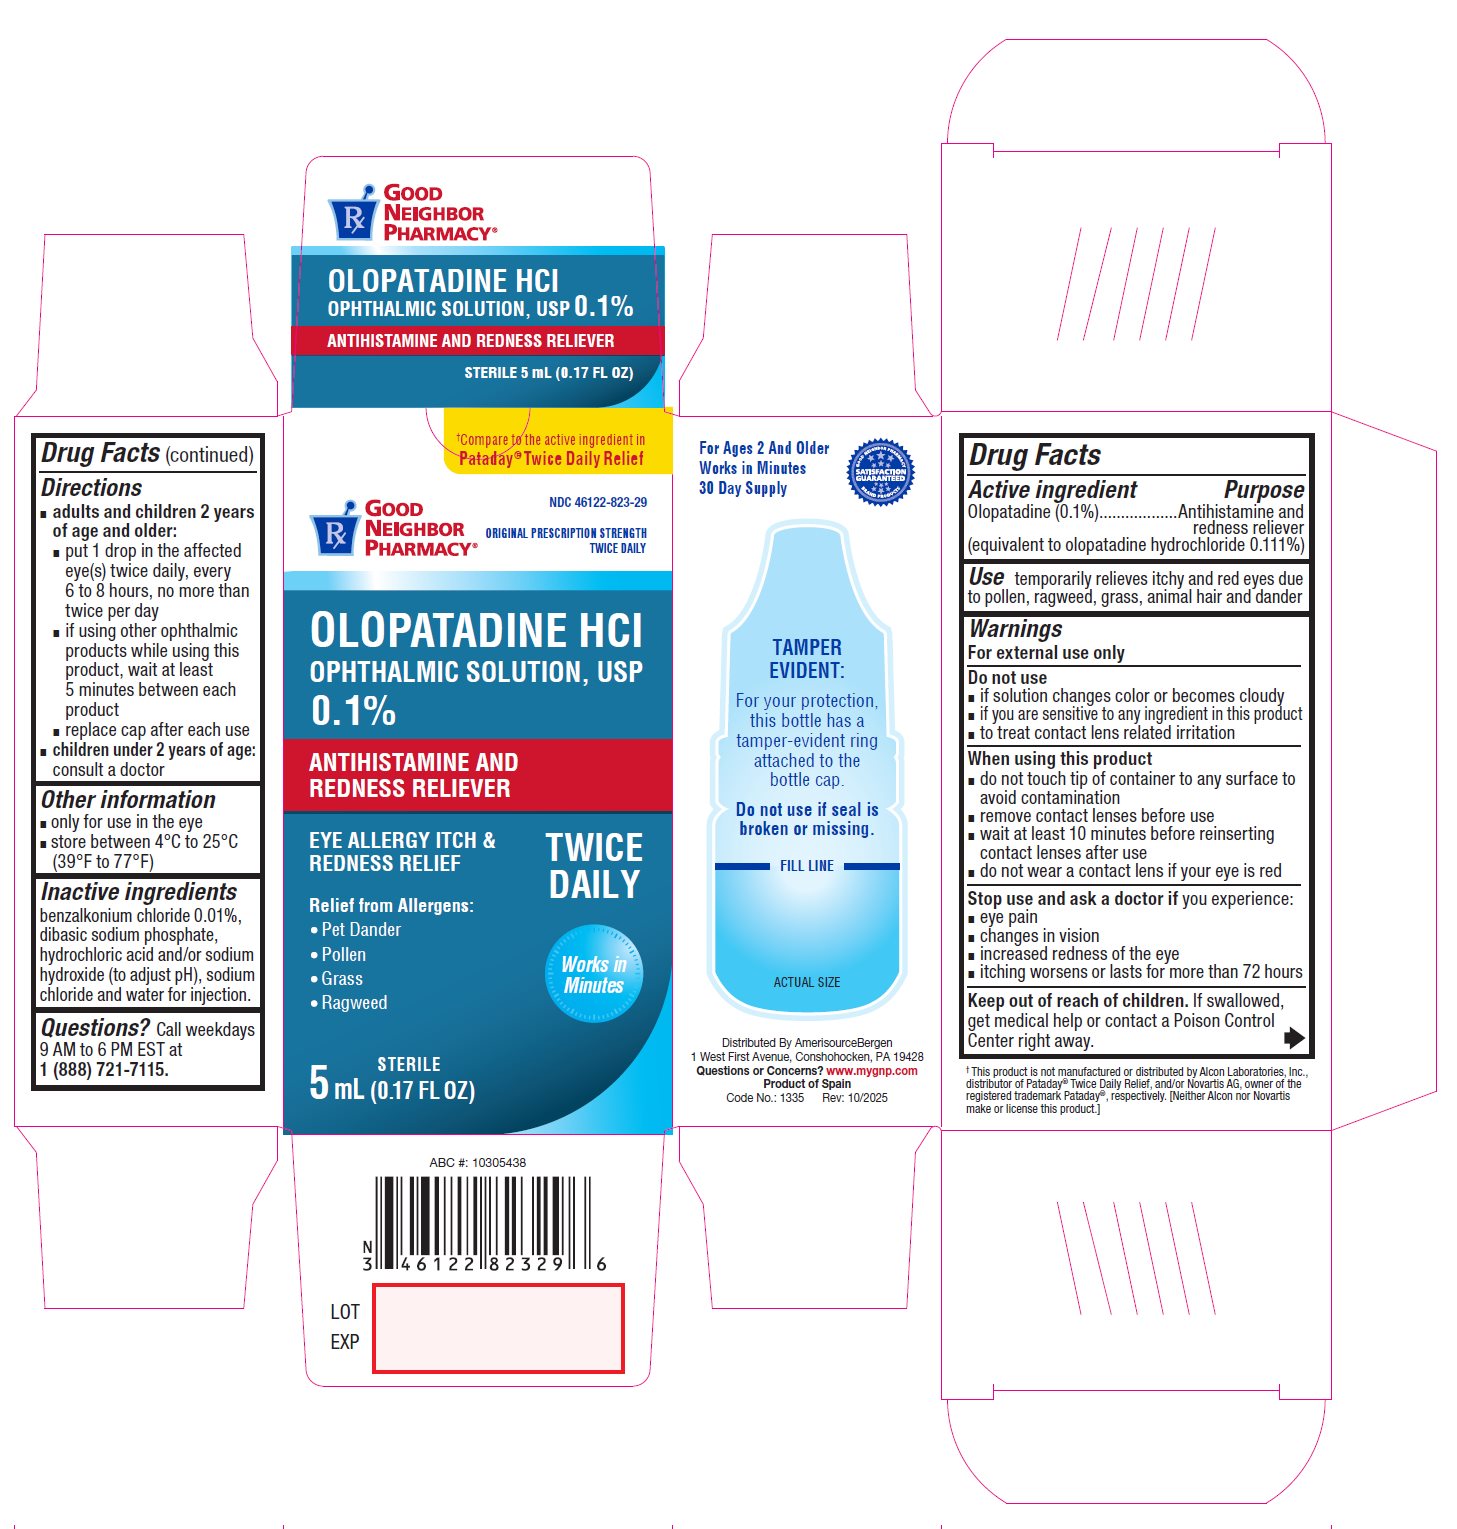 Rx
GOOD
NEIGHBOR
PHARMACY®
OLOPATADINE HCl
OPHTHALMIC SOLUTION, USP 0.1%
ANTIHISTAMINE AND REDNESS RELIEVER
STERILE 5 mL (0.17 FL OZ)
Drug Facts (continued)
Directions
■ adults and children 2 years
of age and older:
■ put 1 drop in the affected
eye(s) twice daily, every
6 to 8 hours, no more than
twice per day
■ if using other ophthalmic
products while using this
product, wait at least
5 minutes between each
product
■ replace cap after each use
■ children under 2 years of age:
consult a doctor
Other information
■ only for use in the eye
■ store between 4°C to 25°C
(39°F to 77°F)
Inactive ingredients
benzalkonium chloride 0.01%,
dibasic sodium phosphate,
hydrochloric acid and/or sodium
hydroxide (to adjust pH), sodium
chloride and water for injection.
Questions? Call weekdays
9 AM to 6 PM EST at
1 (888) 721-7115.
†Compare to the active ingredient in
Pataday® Twice Daily Relief
NDC 46122-823-29
Rx
GOOD
NEIGHBOR
PHARMACY®
ORIGINAL PRESCRIPTION STRENGTH
TWICE DAILY
OLOPATADINE HCl
OPHTHALMIC SOLUTION, USP
0.1%
ANTIHISTAMINE AND
REDNESS RELIEVER
EYE ALLERGY ITCH &
REDNESS RELIEF
TWICE
DAILY
Relief from Allergens:
• Pet Dander
• Pollen
• Grass
• Ragweed
Works in
Minutes
STERILE
5 mL (0.17 FL OZ)
ABC #: 10305438
N
3 46122 82329 6
LOT
EXP
For Ages 2 And Older
Works in Minutes
30 Day Supply
GOOD NEIGHBOR PHARMACY
SATISFACTION
GUARANTEED
BRAND PRODUCTS
TAMPER
EVIDENT:
For your protection,
this bottle has a
tamper-evident ring
attached to the
bottle cap.
Do not use if seal is
broken or missing.
FILL LINE
ACTUAL SIZE
Distributed By AmerisourceBergen
1 West First Avenue, Conshohocken, PA 19428
Questions or Concerns? www.mygnp.com
Product of Spain
Code No.: 1335 Rev: 10/2025
Drug Facts
Active ingredient Purpose
Olopatadine (0.1%)..................Antihistamine and
redness reliever
(equivalent to olopatadine hydrochloride 0.111%)
Use temporarily relieves itchy and red eyes due
to pollen, ragweed, grass, animal hair and dander
Warnings
For external use only
Do not use
■ if solution changes color or becomes cloudy
■ if you are sensitive to any ingredient in this product
■ to treat contact lens related irritation
When using this product
■ do not touch tip of container to any surface to
avoid contamination
■ remove contact lenses before use
■ wait at least 10 minutes before reinserting
contact lenses after use
■ do not wear a contact lens if your eye is red
Stop use and ask a doctor if you experience:
■ eye pain
■ changes in vision
■ increased redness of the eye
■ itching worsens or lasts for more than 72 hours
Keep out of reach of children. If swallowed,
get medical help or contact a Poison Control
Center right away.
† This product is not manufactured or distributed by Alcon Laboratories, Inc.,
distributor of Pataday® Twice Daily Relief, and/or Novartis AG, owner of the
registered trademark Pataday®, respectively. [Neither Alcon nor Novartis
make or license this product.]